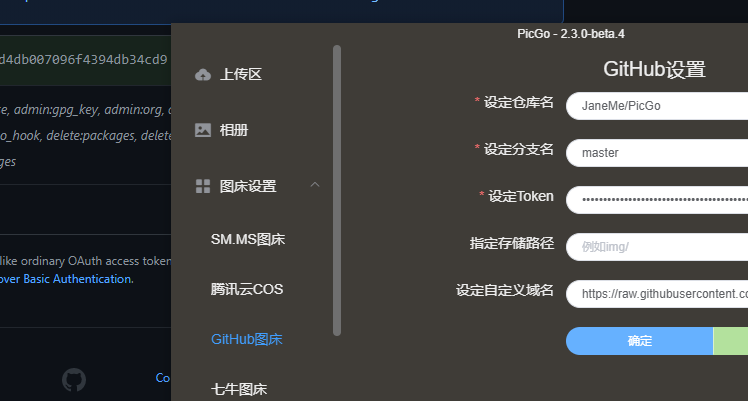 d4db007096f4394db34cd9
admin:gpg_key, admin:org,
o_hook, delete:packages,
like ordinary OAuth access
over Basic Authentication.
PicGo - 2.3.0-beta.4
上传区
相册
图床设置
SM.MS图床
腾讯云COS
GitHub图床
七牛图床
GitHub设置
* 设定仓库名
JaneMe/PicGo
* 设定分支名
master
* 设定Token
••••••••••••••••••••••••••••••••••••••••
指定存储路径
例如img/
设定自定义域名
https://raw.githubusercontent.co
确定